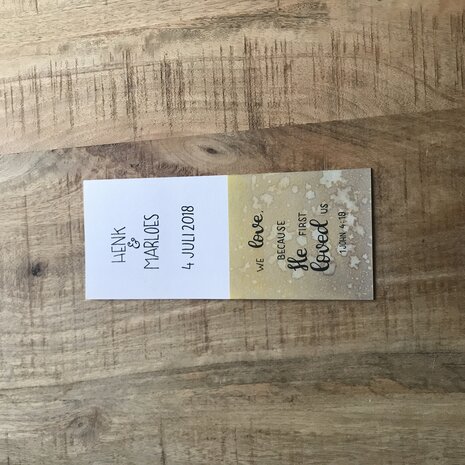 HENK
&
MARLOES
4 JULI 2018
WE love,
BECAUSE
He FIRST
loved US
1 JOHN 4:19